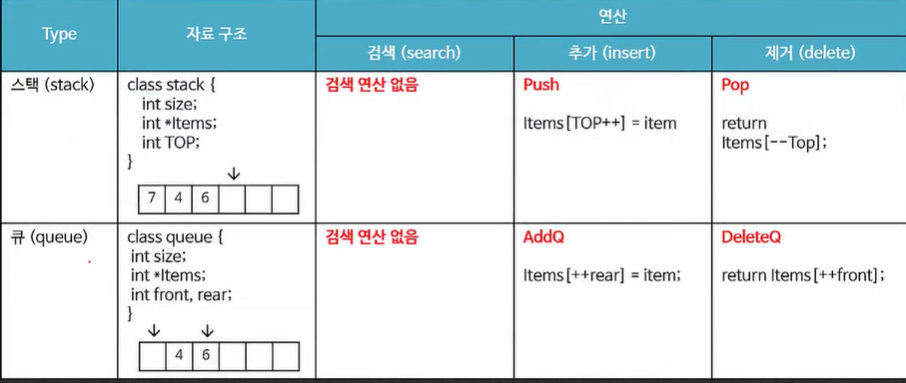 Type
자료 구조
연산
검색 (search)
추가 (insert)
제거 (delete)
스택 (stack)
class stack {
int size;
int *Items;
int TOP;
}
↓
7 4 6
검색 연산 없음
Push
Items[TOP++] = item
Pop
return
Items[--Top];
큐 (queue)
class queue {
int size;
int *Items;
int front, rear;
}
↓ ↓
4 6
검색 연산 없음
AddQ
Items[++rear] = item;
DeleteQ
return Items[++front];